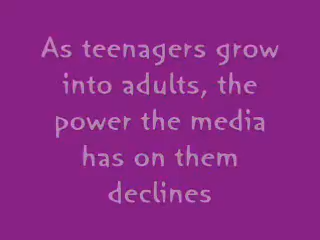 As teenagers grow
into adults, the
power the media
has on them
declines